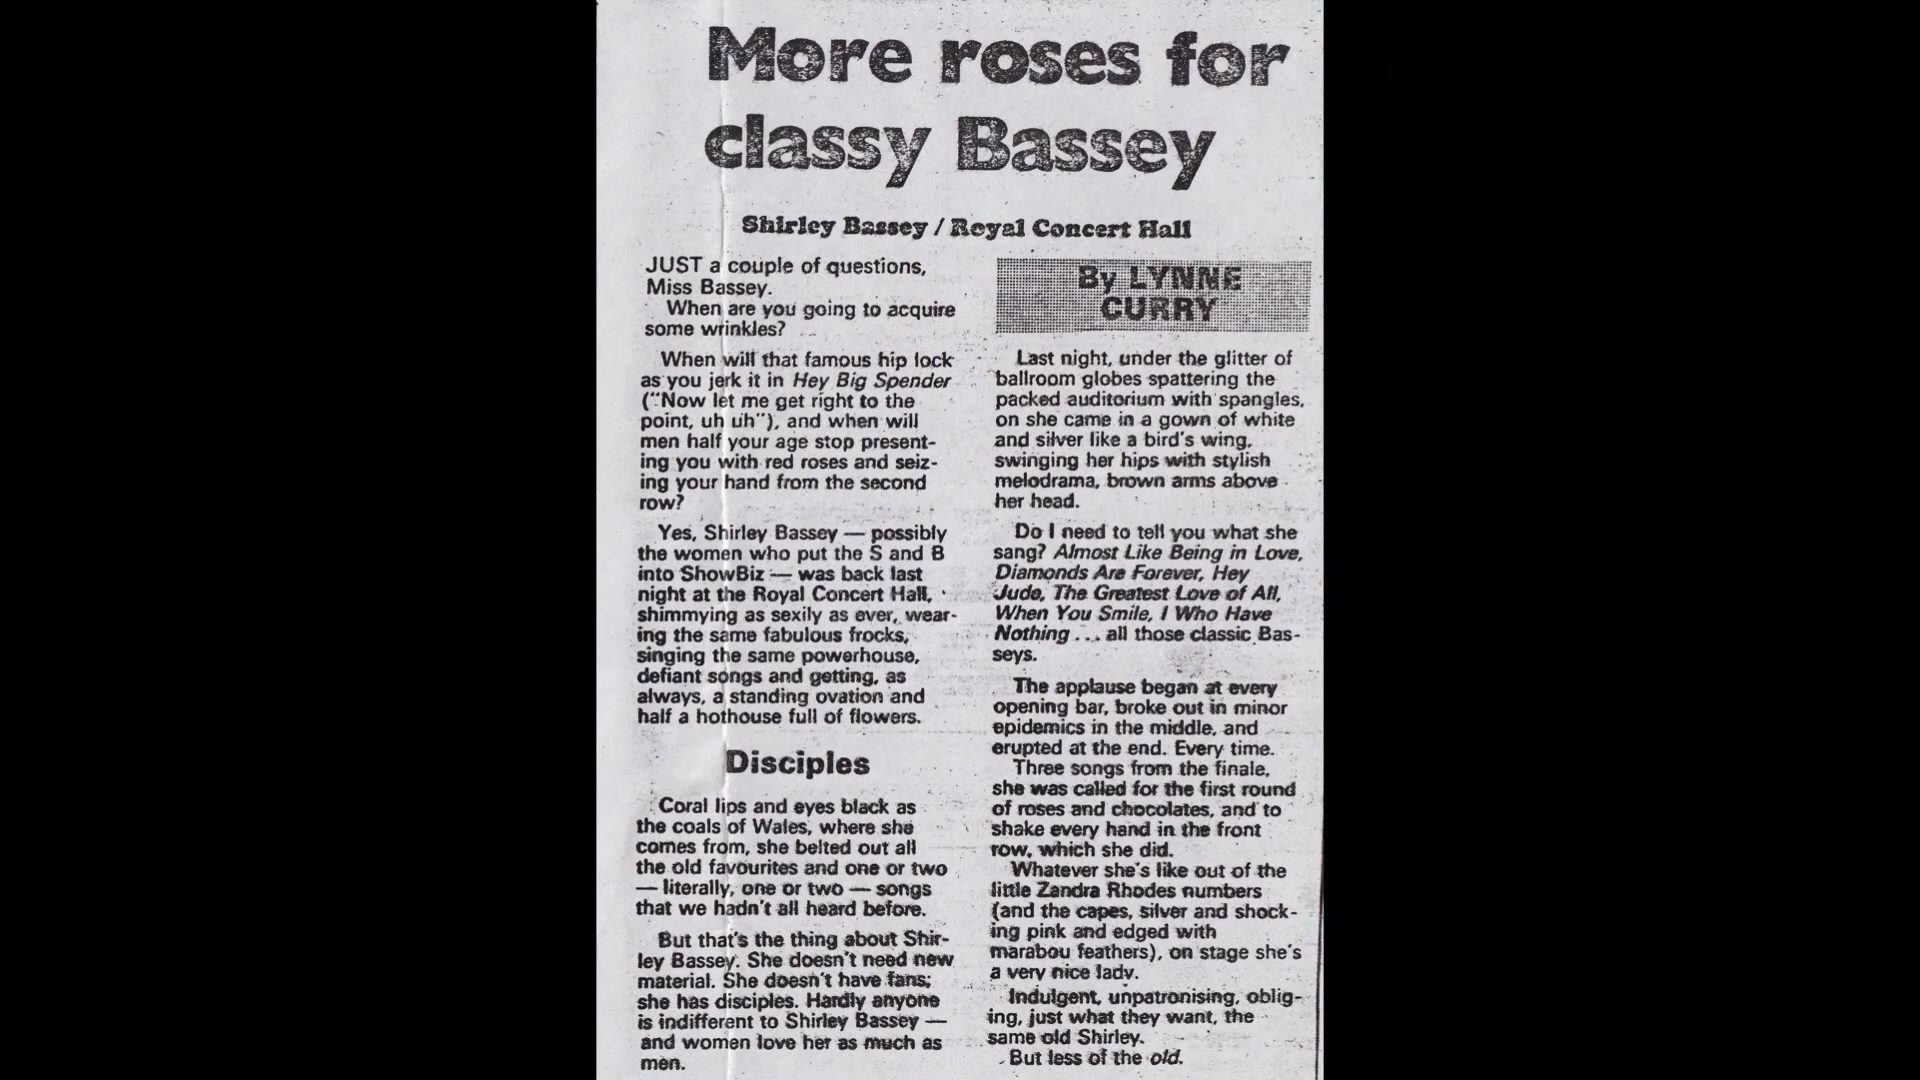 More roses for
classy Bassey
Shirley Bassey / Royal Concert Hall
JUST a couple of questions,
Miss Bassey.
When are you going to acquire
some wrinkles?
When will that famous hip lock
as you jerk it in Hey Big Spender
("Now let me get right to the
point, uh uh"), and when will
men half your age stop present-
ing you with red roses and seiz-
ing your hand from the second
row?
Yes, Shirley Bassey — possibly
the women who put the S and B
into ShowBiz — was back last
night at the Royal Concert Hall,
shimmying as sexily as ever, wear-
ing the same fabulous frocks,
singing the same powerhouse,
defiant songs and getting, as
always, a standing ovation and
half a hothouse full of flowers.
Disciples
Coral lips and eyes black as
the coals of Wales, where she
comes from, she belted out all
the old favourites and one or two
— literally, one or two — songs
that we hadn't all heard before.
But that's the thing about Shir-
ley Bassey. She doesn't need new
material. She doesn't have fans;
she has disciples. Hardly anyone
is indifferent to Shirley Bassey —
and women love her as much as
men.
By LYNNE
CURRY
Last night, under the glitter of
ballroom globes spattering the
packed auditorium with spangles,
on she came in a gown of white
and silver like a bird's wing,
swinging her hips with stylish
melodrama, brown arms above
her head.
Do I need to tell you what she
sang? Almost Like Being in Love,
Diamonds Are Forever, Hey
Jude, The Greatest Love of All,
When You Smile, I Who Have
Nothing ... all those classic Bas-
seys.
The applause began at every
opening bar, broke out in minor
epidemics in the middle, and
erupted at the end. Every time.
Three songs from the finale,
she was called for the first round
of roses and chocolates, and to
shake every hand in the front
row, which she did.
Whatever she's like out of the
little Zandra Rhodes numbers
(and the capes, silver and shock-
ing pink and edged with
marabou feathers), on stage she's
a very nice lady.
Indulgent, unpatronising, oblig-
ing, just what they want, the
same old Shirley.
But less of the old.